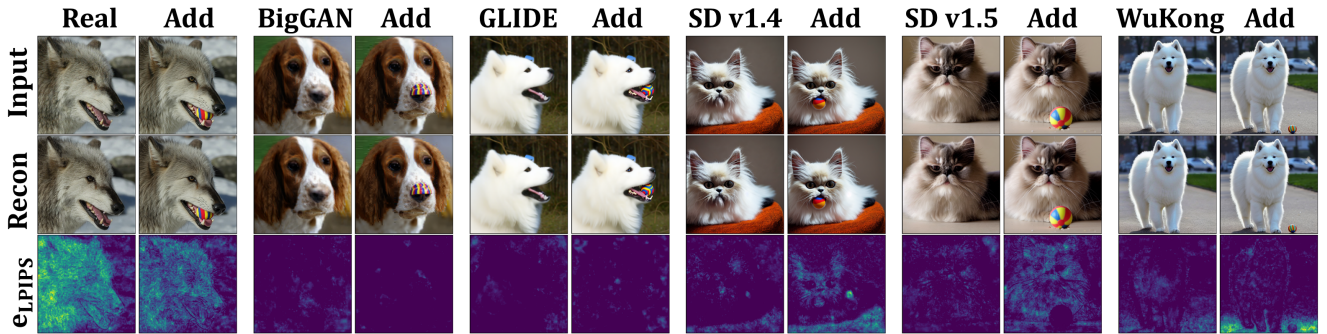 Real Add BigGAN Add GLIDE Add SD v1.4 Add SD v1.5 Add WuKong Add
Input
Recon
eLPIPS